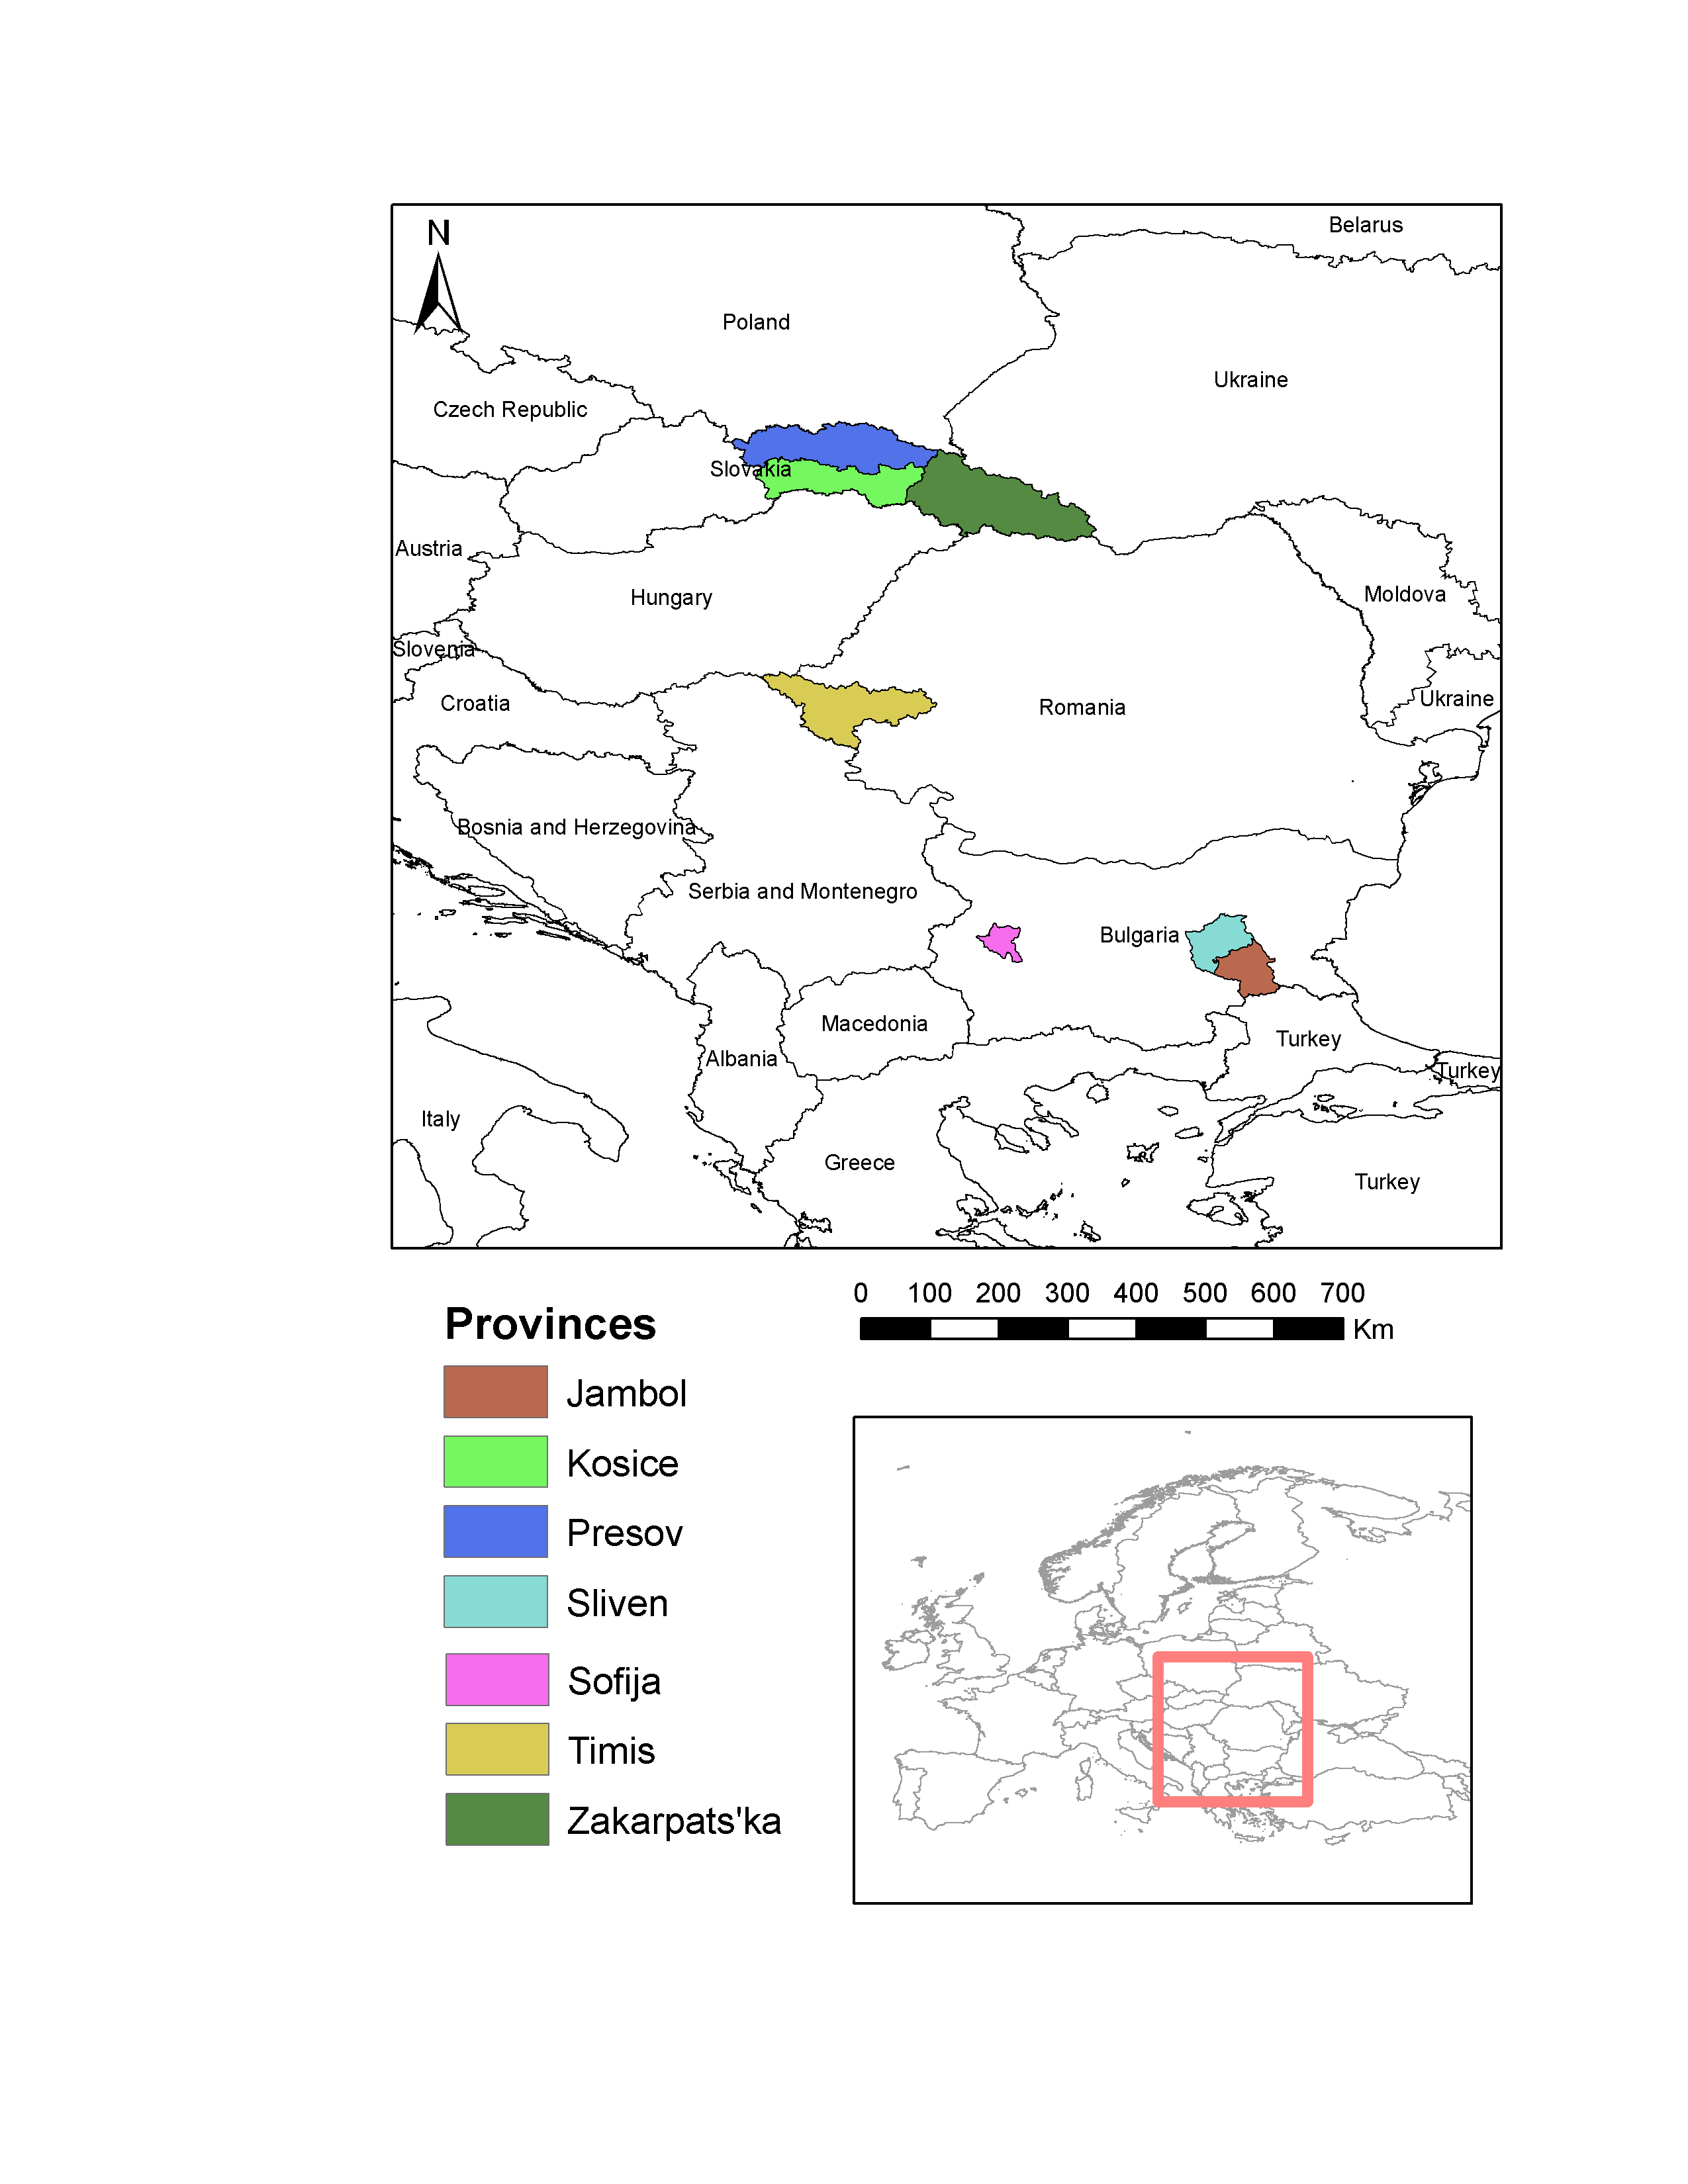 N
Belarus
Poland
Ukraine
Czech Republic
Slovakia
Austria
Hungary
Moldova
Slovenia
Croatia
Romania
Ukraine
Bosnia and Herzegovina
Serbia and Montenegro
Bulgaria
Macedonia
Turkey
Albania
Turkey
Italy
Greece
Turkey
0 100 200 300 400 500 600 700
Km
Provinces
Jambol
Kosice
Presov
Sliven
Sofija
Timis
Zakarpats'ka